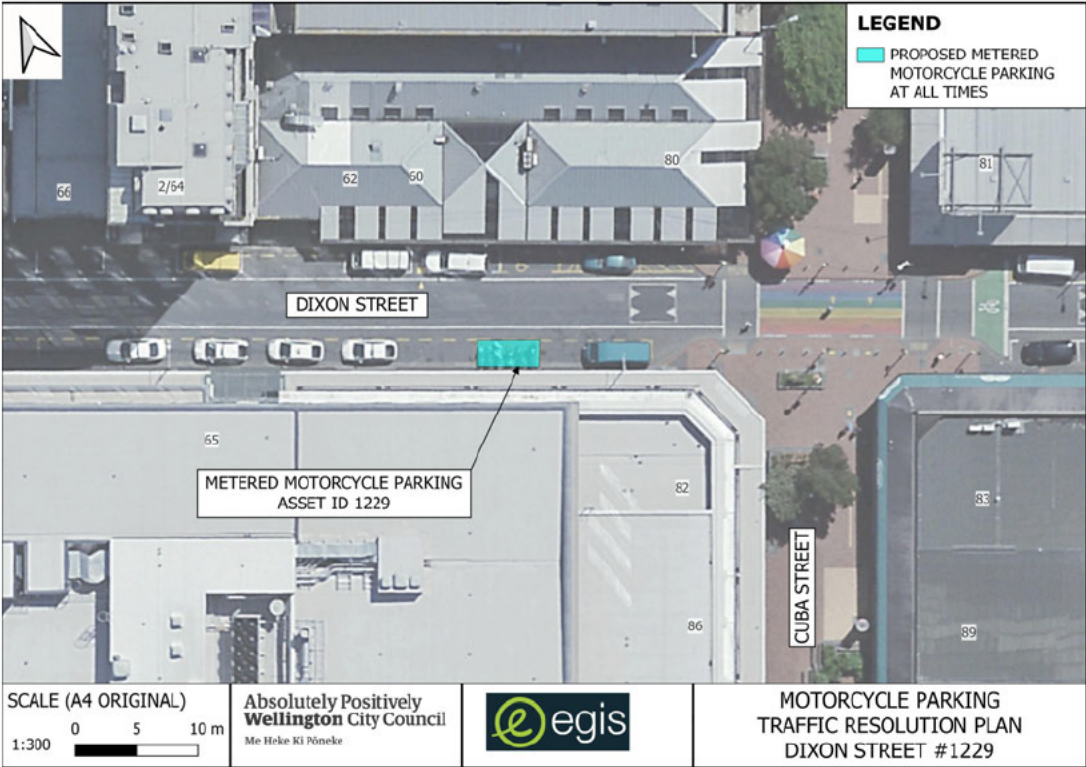 LEGEND
PROPOSED METERED
MOTORCYCLE PARKING
AT ALL TIMES
80
81
2/64
66
62
60
DIXON STREET
65
METERED MOTORCYCLE PARKING
ASSET ID 1229
82
83
CUBA STREET
86
89
SCALE (A4 ORIGINAL)
0 5 10 m
1:300
Absolutely Positively
Wellington City Council
Me Heke Ki Pōneke
egis
MOTORCYCLE PARKING
TRAFFIC RESOLUTION PLAN
DIXON STREET #1229